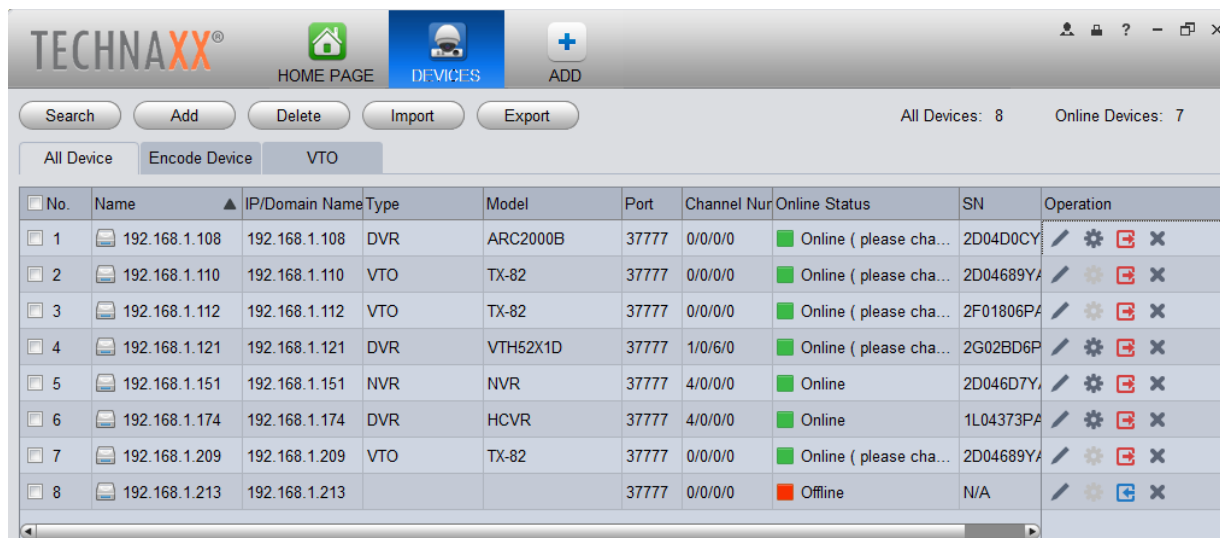 TECHNAXX®
HOME PAGE DEVICES ADD
Search Add Delete Import Export All Devices: 8 Online Devices: 7
All Device Encode Device VTO
No. Name IP/Domain Name Type Model Port Channel Nur Online Status SN Operation
1 192.168.1.108 192.168.1.108 DVR ARC2000B 37777 0/0/0/0 Online ( please cha... 2D04D0CY
2 192.168.1.110 192.168.1.110 VTO TX-82 37777 0/0/0/0 Online ( please cha... 2D04689YA
3 192.168.1.112 192.168.1.112 VTO TX-82 37777 0/0/0/0 Online ( please cha... 2F01806PA
4 192.168.1.121 192.168.1.121 DVR VTH52X1D 37777 1/0/6/0 Online ( please cha... 2G02BD6P
5 192.168.1.151 192.168.1.151 NVR NVR 37777 4/0/0/0 Online 2D046D7YA
6 192.168.1.174 192.168.1.174 DVR HCVR 37777 4/0/0/0 Online 1L04373PA
7 192.168.1.209 192.168.1.209 VTO TX-82 37777 0/0/0/0 Online ( please cha... 2D04689YA
8 192.168.1.213 192.168.1.213 37777 0/0/0/0 Offline N/A